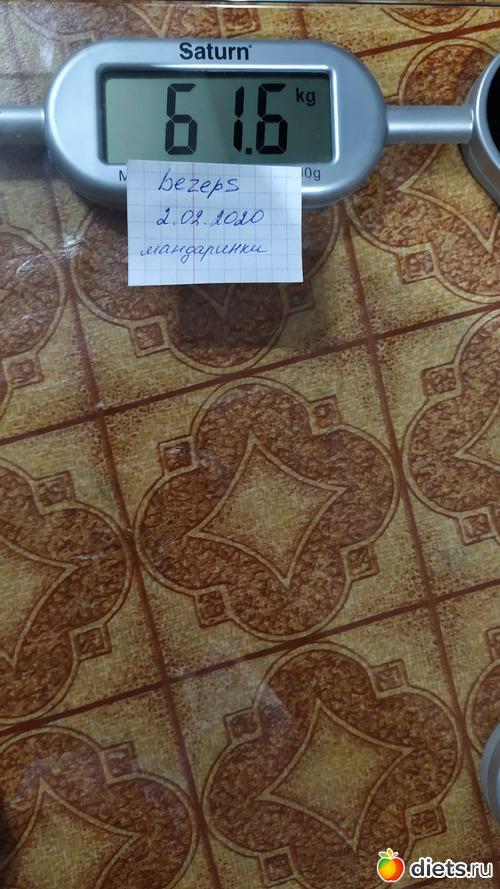 Saturn®
61.6 kg
bezeps
2.02.2020
мандаринки
diets.ru